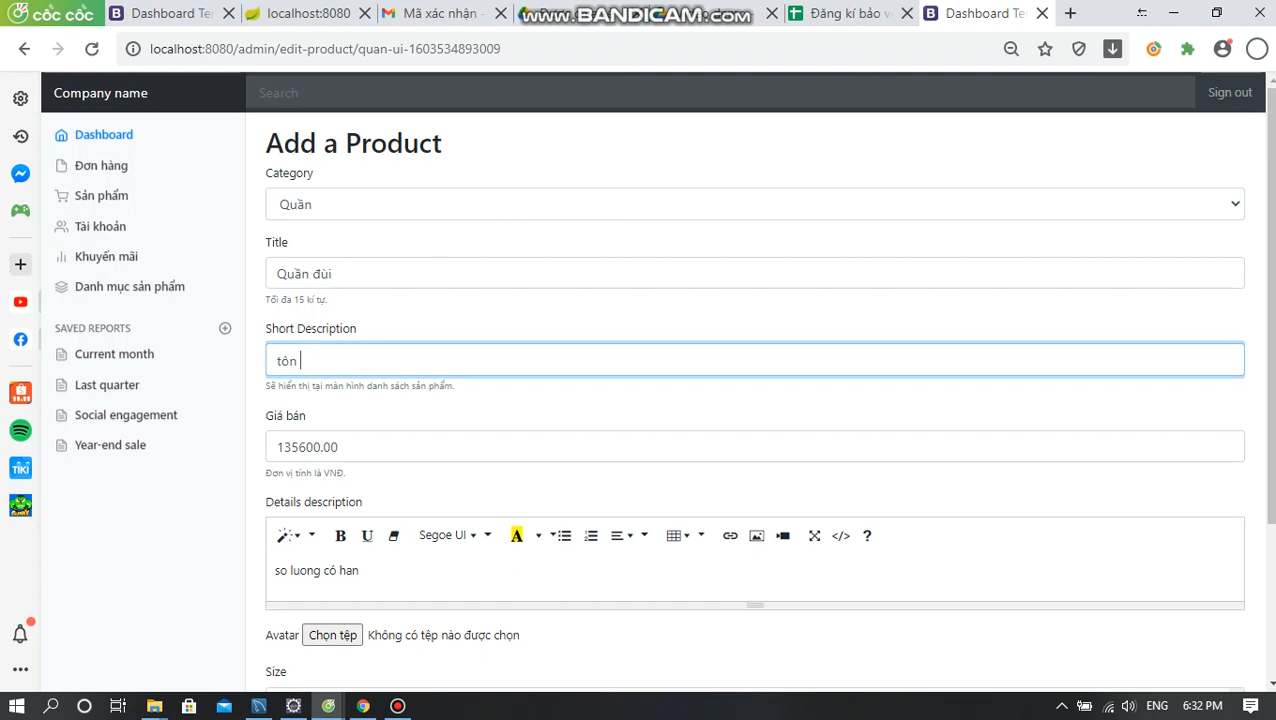 cốc cốc
Dashboard Te
localhost:8080
Mã xác
www.BANDICAM.com
Đăng kí bảo v
Dashboard Te
localhost:8080/admin/edit-product/quan-ui-1603534893009
Company name
Search
Sign out
Dashboard
Đơn hàng
Sản phẩm
Tài khoản
Khuyến mãi
Danh mục sản phẩm
SAVED REPORTS
Current month
Last quarter
Social engagement
Year-end sale
Add a Product
Category
Quần
Title
Quần đùi
Tối đa 15 kí tự.
Short Description
tôn
Sẽ hiển thị tại màn hình danh sách sản phẩm.
Giá bán
135600.00
Đơn vị tính là VNĐ.
Details description
B U Segoe UI A </> ?
so luong có han
Avatar Chọn tệp Không có tệp nào được chọn
Size
11.11
TIKI
ENG 6:32 PM